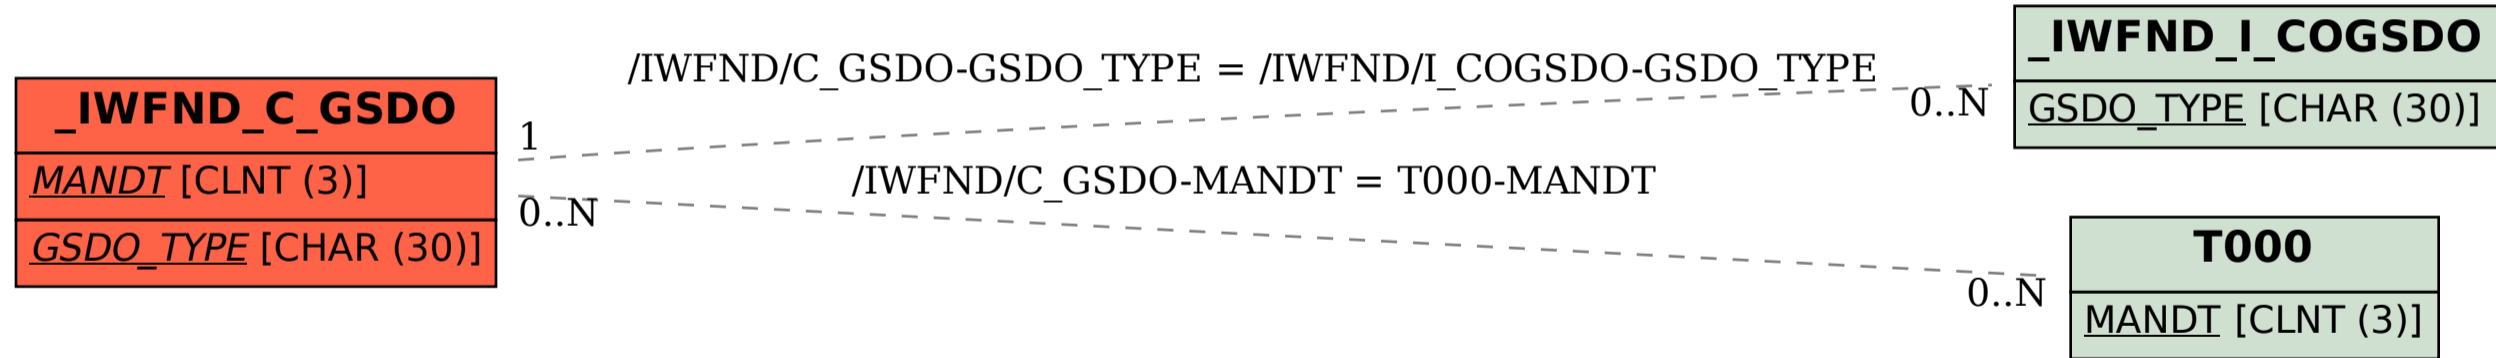 _IWFND_C_GSDO
MANDT [CLNT (3)]
GSDO_TYPE [CHAR (30)]
/IWFND/C_GSDO-GSDO_TYPE = /IWFND/I_COGSDO-GSDO_TYPE
1
0..N
/IWFND/C_GSDO-MANDT = T000-MANDT
0..N
0..N
_IWFND_I_COGSDO
GSDO_TYPE [CHAR (30)]
T000
MANDT [CLNT (3)]